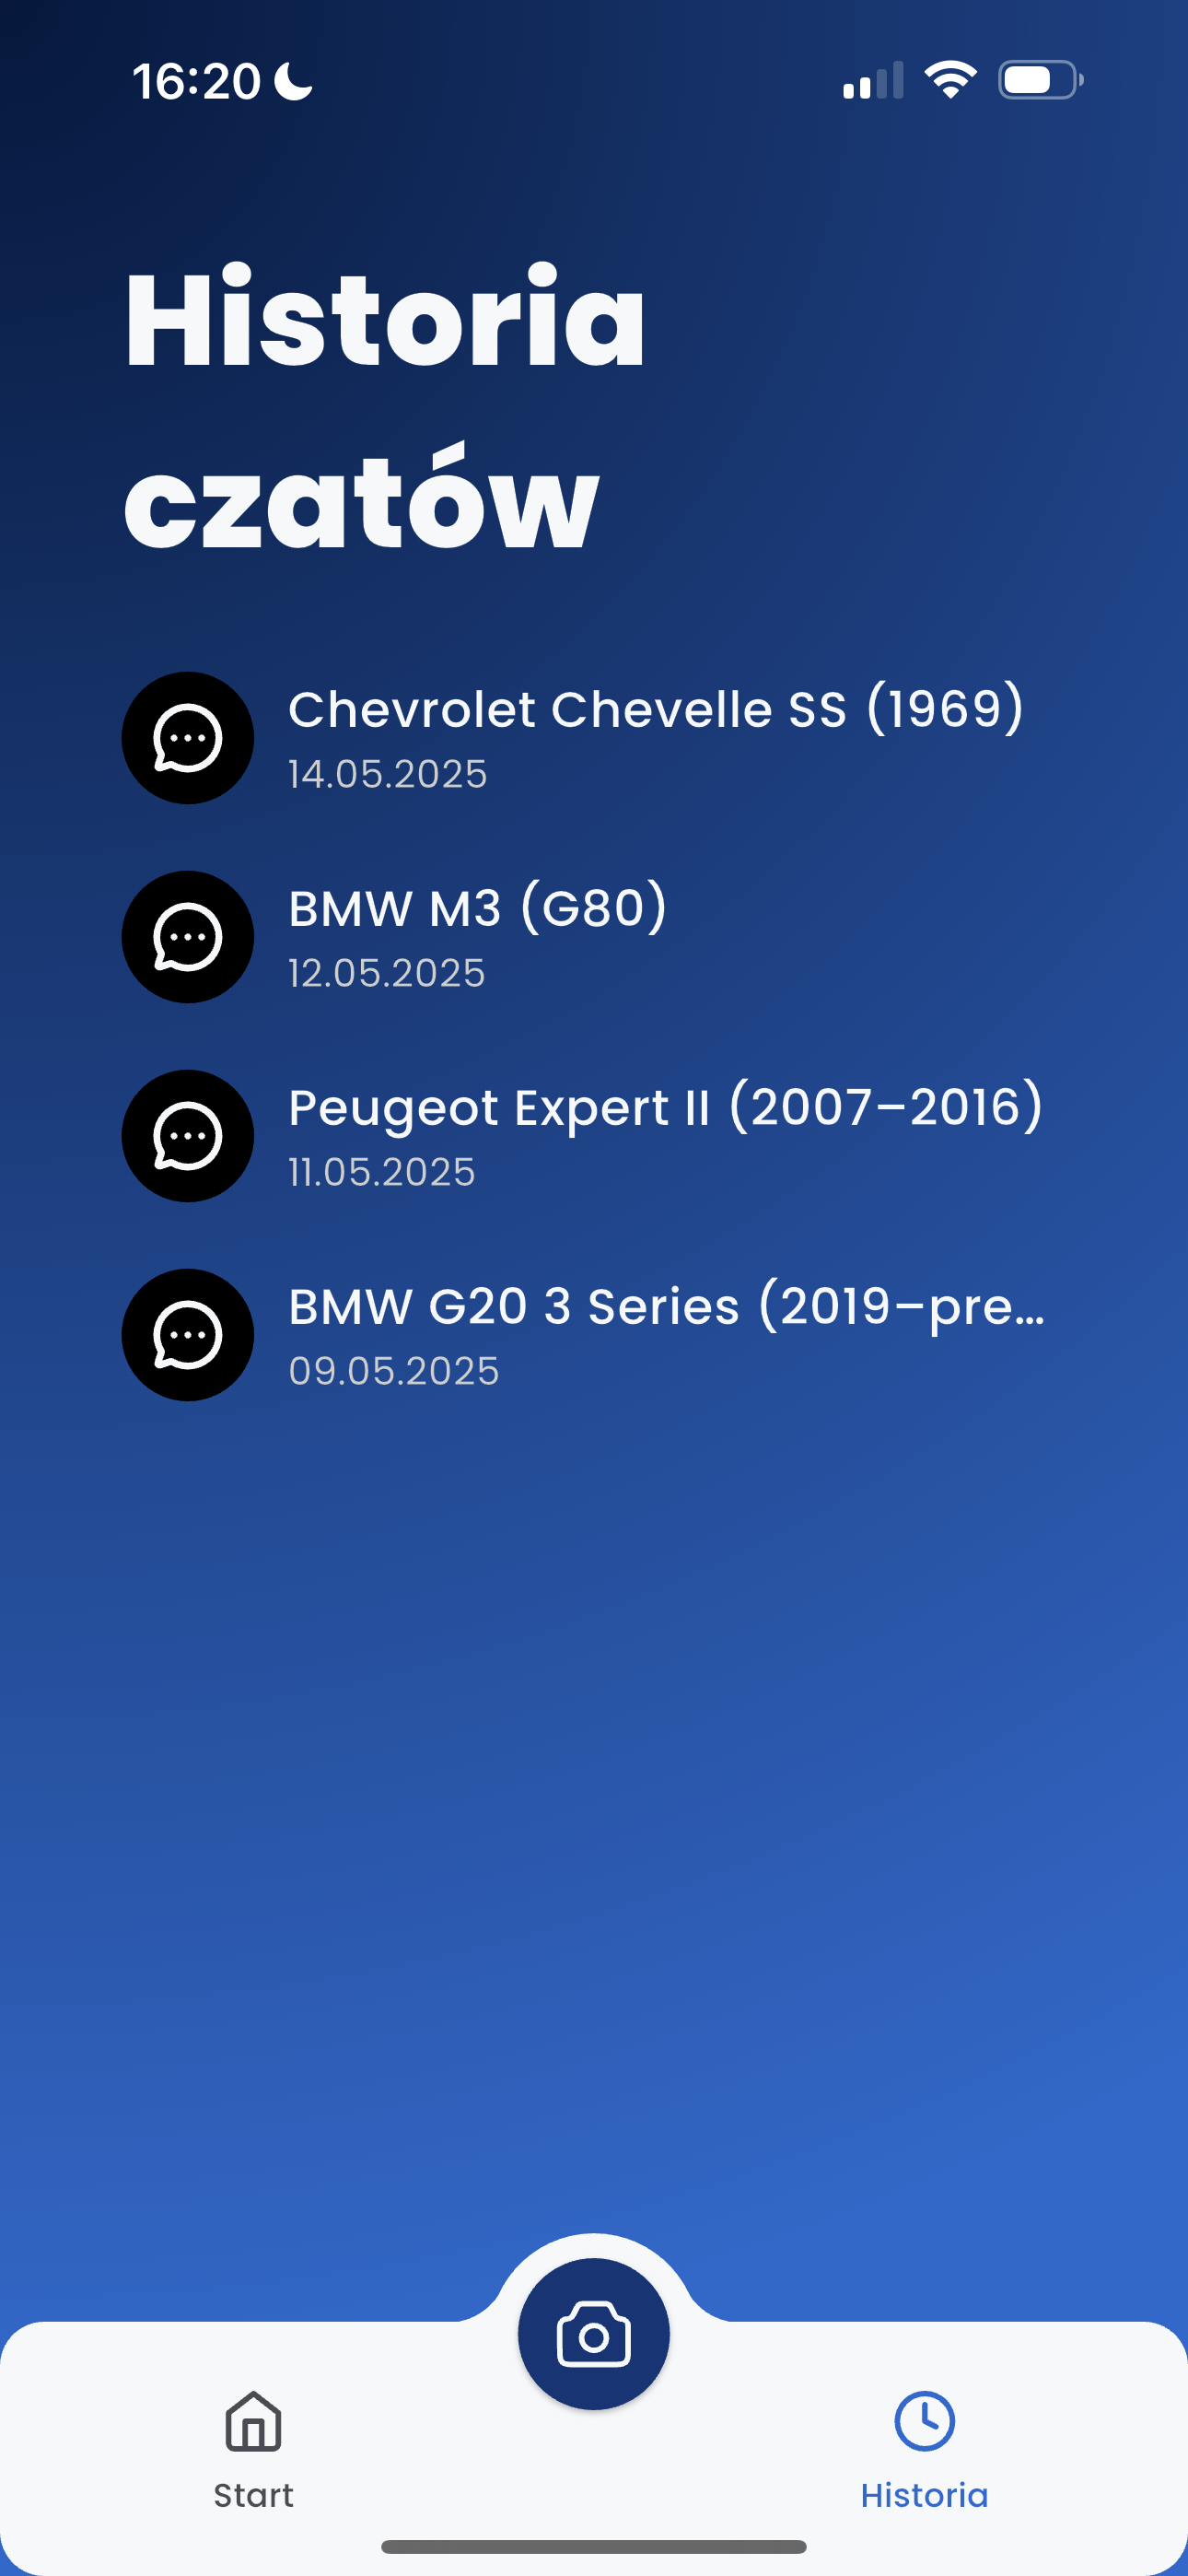 16:20
Historia
czatów
Chevrolet Chevelle SS (1969)
14.05.2025
BMW M3 (G80)
12.05.2025
Peugeot Expert II (2007–2016)
11.05.2025
BMW G20 3 Series (2019–pre...
09.05.2025
Start
Historia